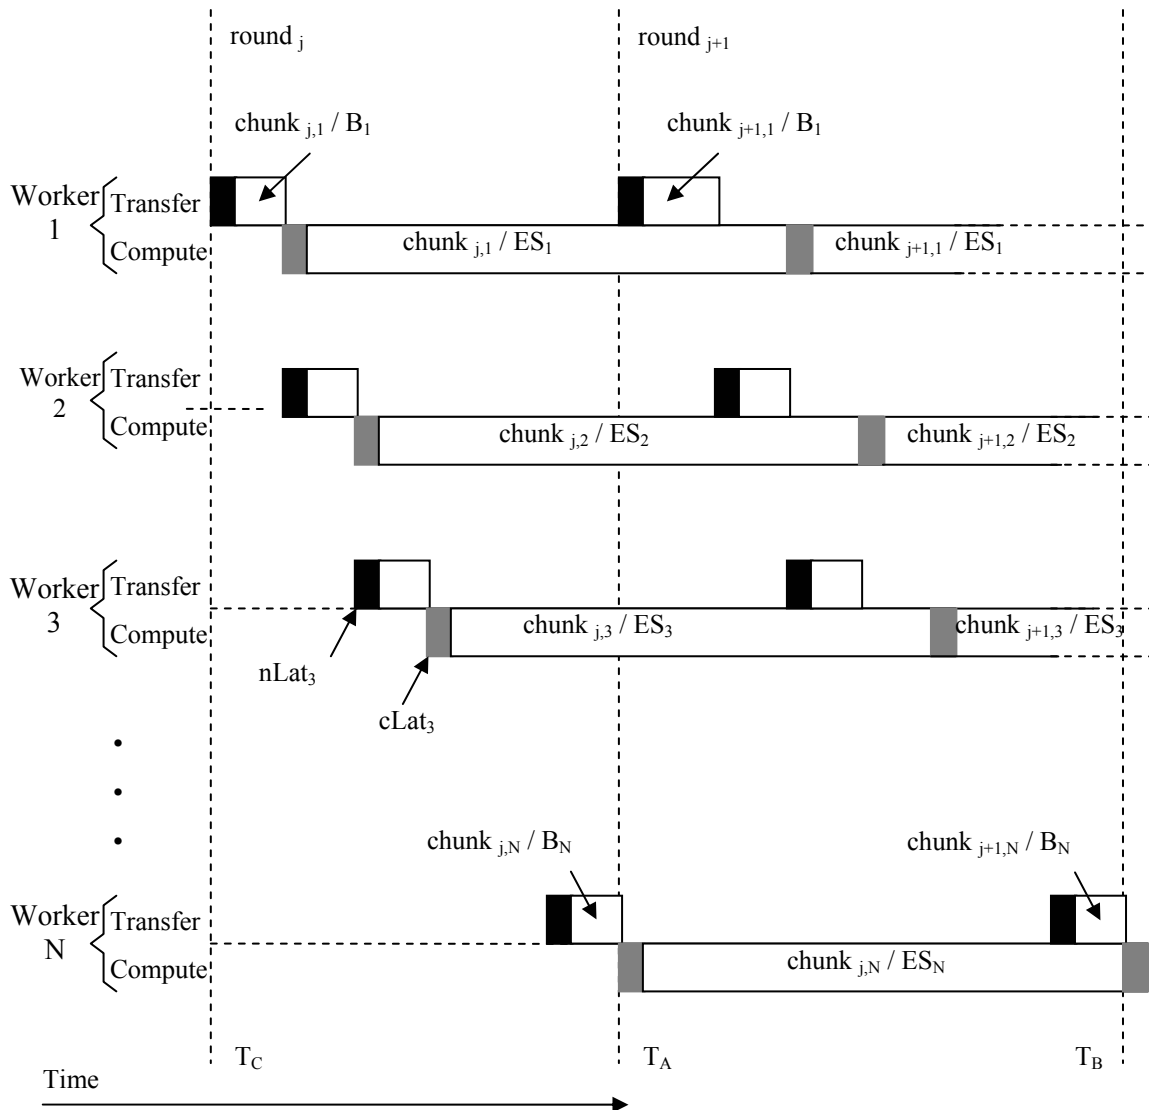 round j round j+1
chunk j,1 / B1 chunk j+1,1 / B1
Worker 1 Transfer
Compute
chunk j,1 / ES1 chunk j+1,1 / ES1
Worker 2 Transfer
Compute
chunk j,2 / ES2 chunk j+1,2 / ES2
Worker 3 Transfer
Compute
chunk j,3 / ES3 chunk j+1,3 / ES3
nLat3
cLat3
chunk j,N / BN chunk j+1,N / BN
Worker N Transfer
Compute
chunk j,N / ESN
TC TA TB
Time